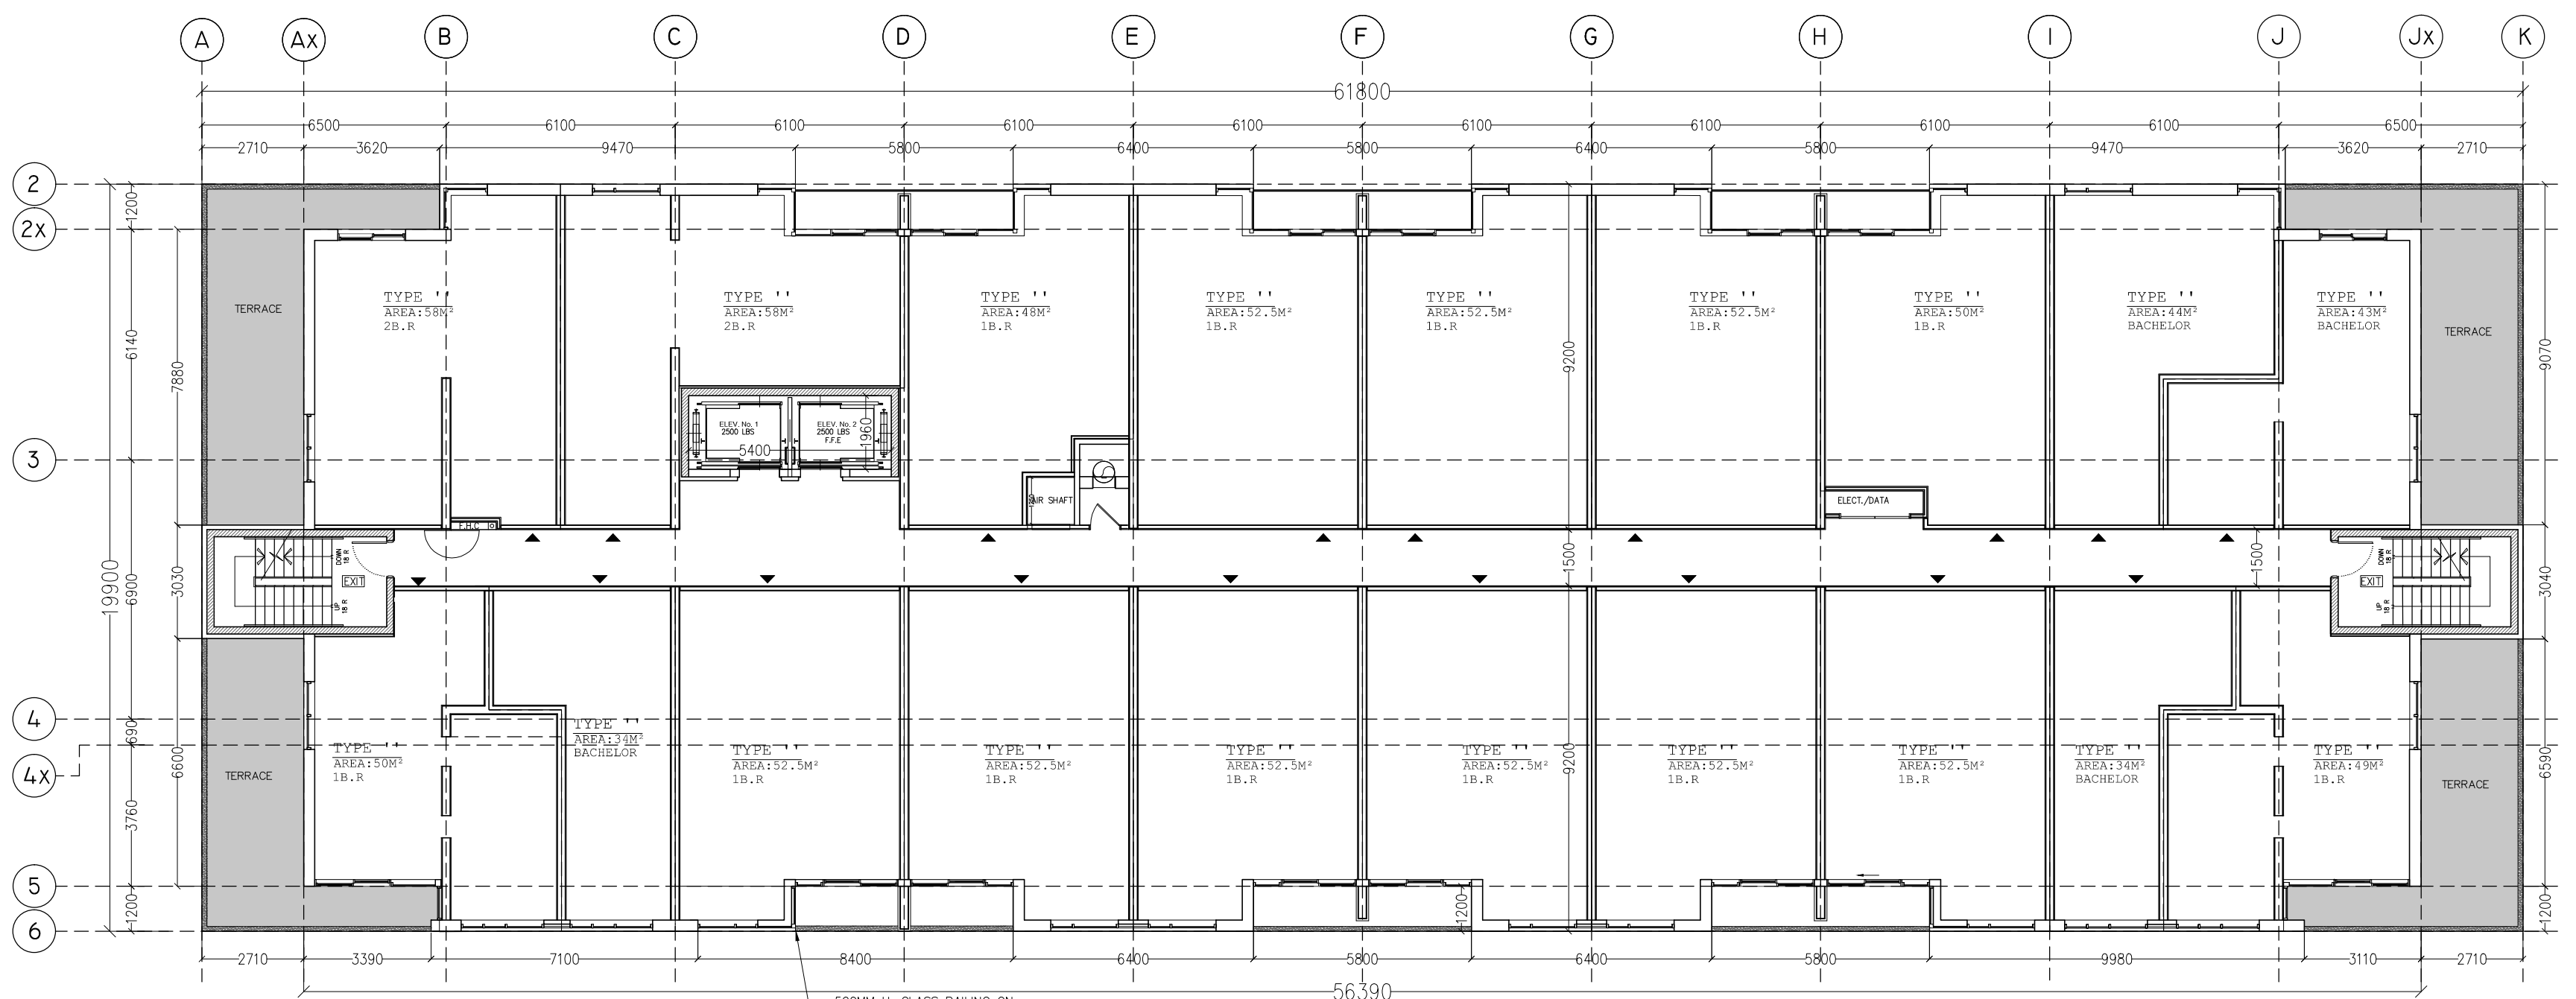 A Ax B C D E F G H I J Jx K
61800
6500 6100 6100 6100 6100 6100 6100 6100 6100 6500
2710 3620 9470 5800 6400 5800 6400 5800 9470 3620 2710
2
2x
3
4
4x
5
6
19900
1200
6140
6900
690
3760
1200
7880
3030
6600
TERRACE
TYPE ''
AREA:58M²
2B.R
TYPE ''
AREA:58M²
2B.R
TYPE ''
AREA:48M²
1B.R
TYPE ''
AREA:52.5M²
1B.R
TYPE ''
AREA:52.5M²
1B.R
TYPE ''
AREA:52.5M²
1B.R
TYPE ''
AREA:50M²
1B.R
TYPE ''
AREA:44M²
BACHELOR
TYPE ''
AREA:43M²
BACHELOR
TERRACE
9200
9070
ELEV. No. 1
2500 LBS
ELEV. No. 2
2500 LBS
F.F.E
5400
1960
AIR SHAFT
ELECT./DATA
F.H.C
DOWN
18 R
EXIT
UP
18 R
1500
1500
DOWN
18 R
EXIT
UP
18 R
3040
TERRACE
TYPE ''
AREA:50M²
1B.R
TYPE ''
AREA:34M²
BACHELOR
TYPE ''
AREA:52.5M²
1B.R
TYPE ''
AREA:52.5M²
1B.R
TYPE ''
AREA:52.5M²
1B.R
TYPE ''
AREA:52.5M²
1B.R
TYPE ''
AREA:52.5M²
1B.R
TYPE ''
AREA:52.5M²
1B.R
TYPE ''
AREA:34M²
BACHELOR
TYPE ''
AREA:49M²
1B.R
TERRACE
9200
6590
1200
1200
2710 3390 7100 8400 6400 5800 6400 5800 9980 3110 2710
56390